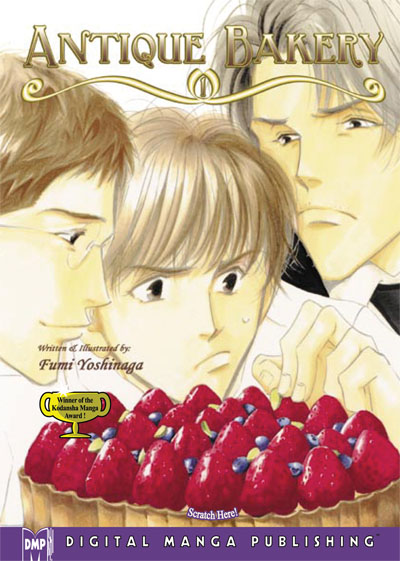 ANTIQUE BAKERY
1
Written & Illustrated by:
Fumi Yoshinaga
Winner of the
Kodansha Manga
Award !
Scratch Here!
DMP
DIGITAL MANGA PUBLISHING